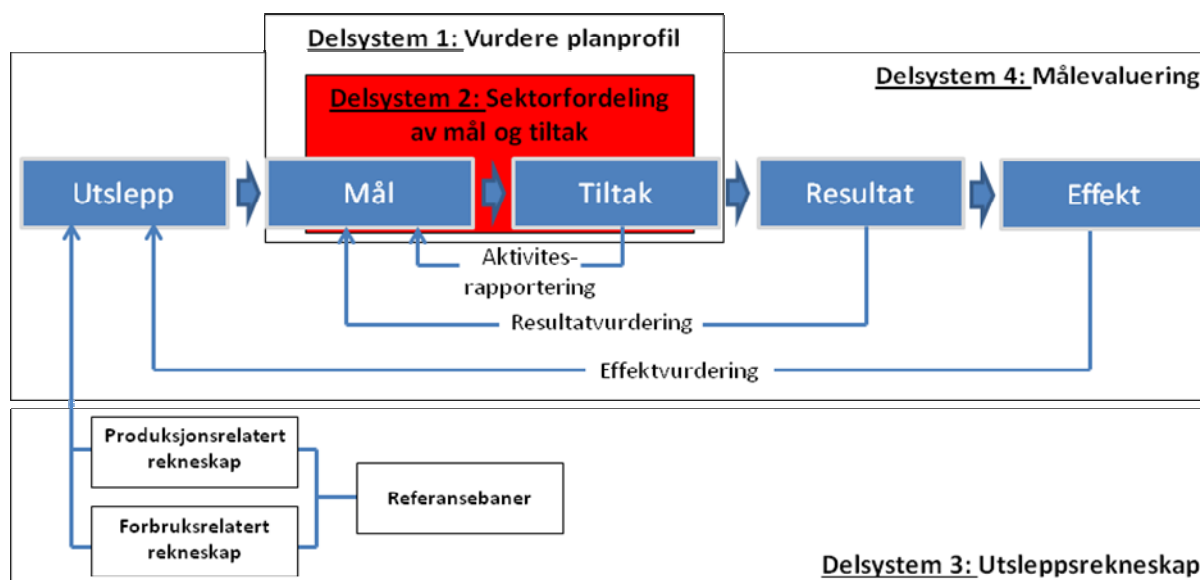 Delsystem 1: Vurdere planprofil
Delsystem 4: Målevaluering
Delsystem 2: Sektorfordeling
av mål og tiltak
Utslepp
Mål
Tiltak
Resultat
Effekt
Aktivites-
rapportering
Resultatvurdering
Effektvurdering
Produksjonsrelatert
rekneskap
Referansebaner
Forbruksrelatert
rekneskap
Delsystem 3: Utsleppsrekneskap